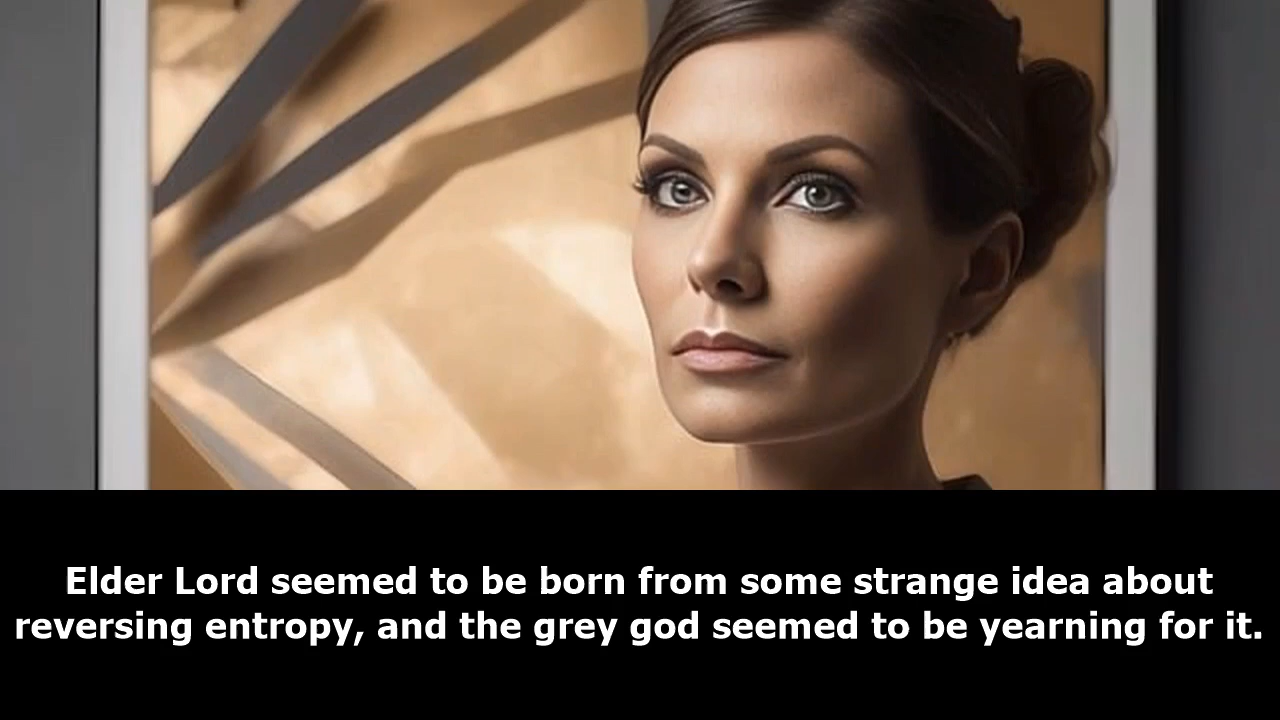 Elder Lord seemed to be born from some strange idea about
reversing entropy, and the grey god seemed to be yearning for it.